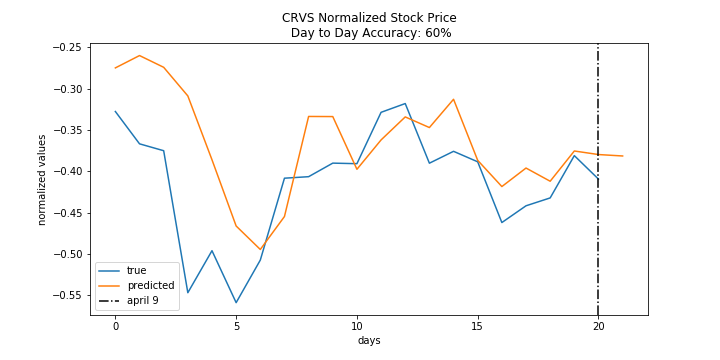 CRVS Normalized Stock Price
Day to Day Accuracy: 60%
−0.25
−0.30
−0.35
−0.40
−0.45
−0.50
−0.55
normalized values
true
predicted
april 9
0
5
10
15
20
days